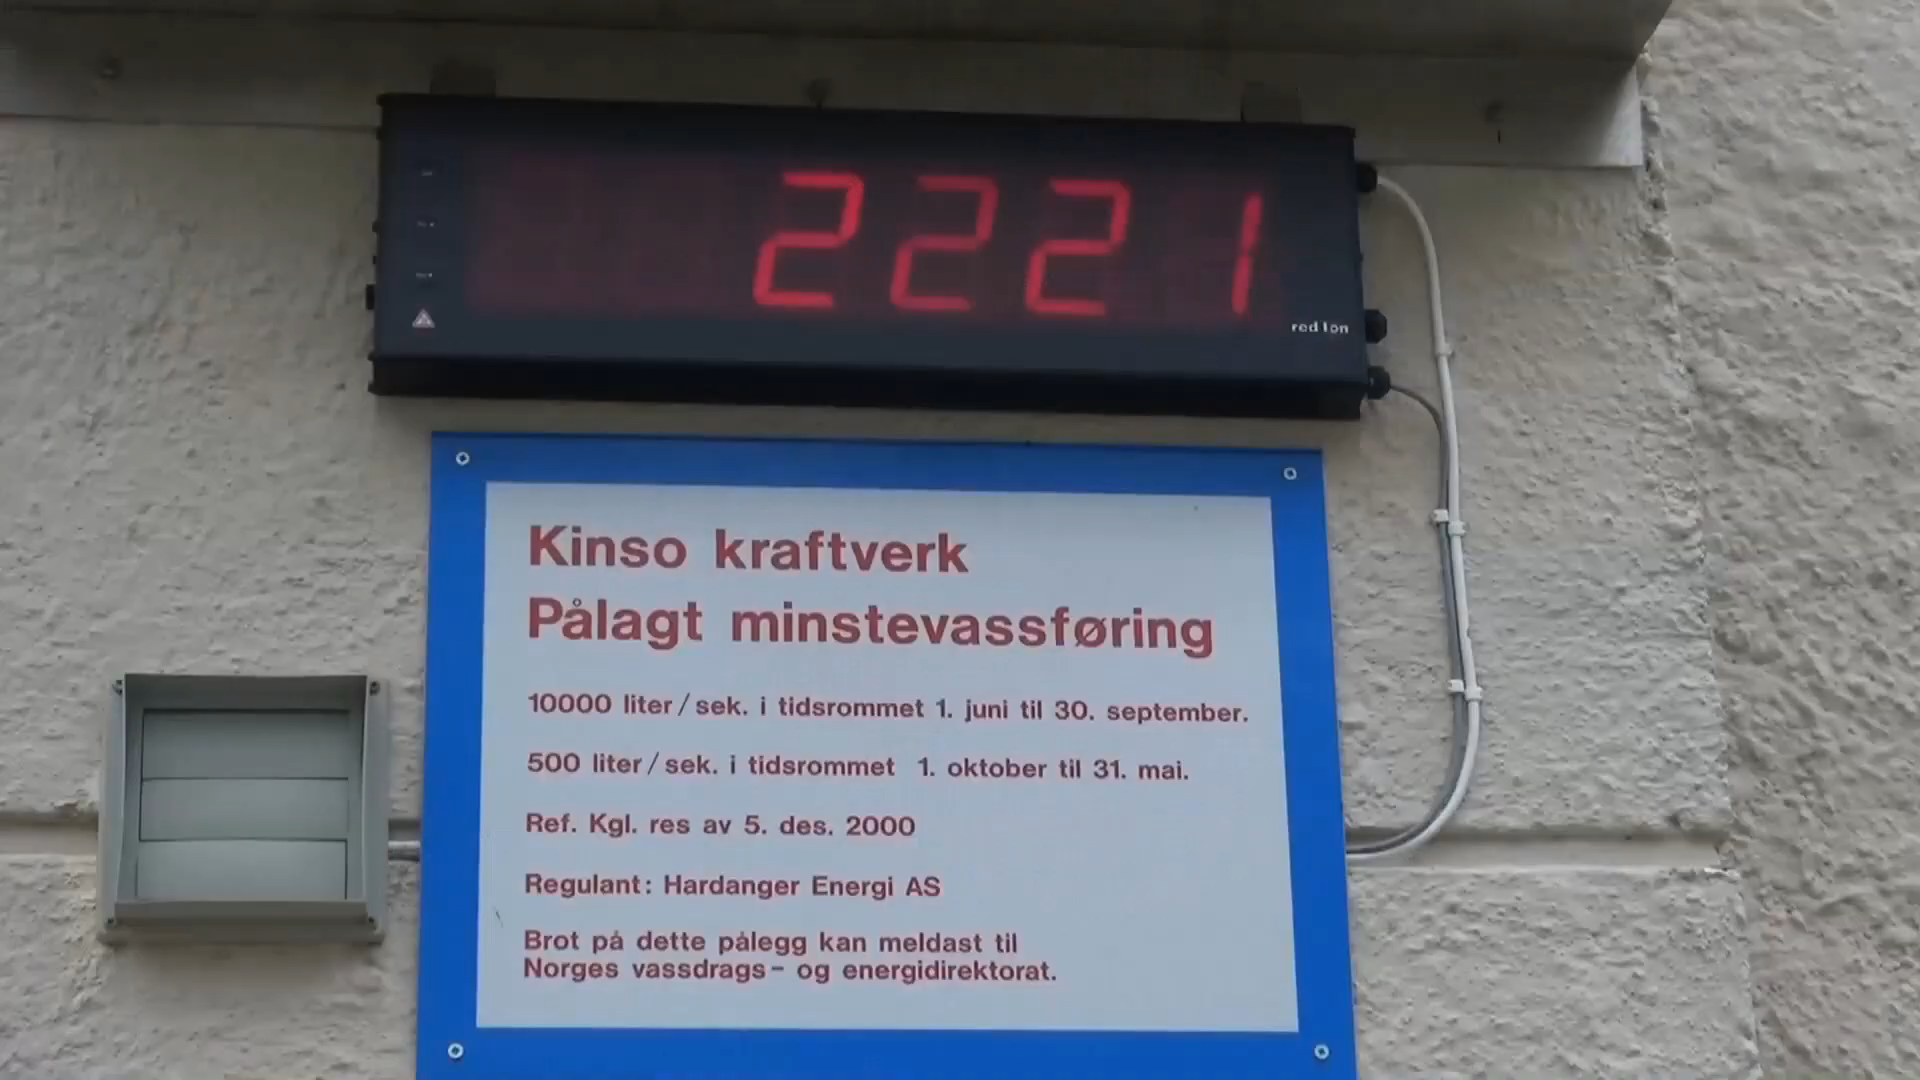 2221
red lion
Kinso kraftverk
Pålagt minstevassføring
10000 liter/sek. i tidsrommet 1. juni til 30. september.
500 liter/sek. i tidsrommet 1. oktober til 31. mai.
Ref. Kgl. res av 5. des. 2000
Regulant: Hardanger Energi AS
Brot på dette pålegg kan meldast til
Norges vassdrags- og energidirektorat.